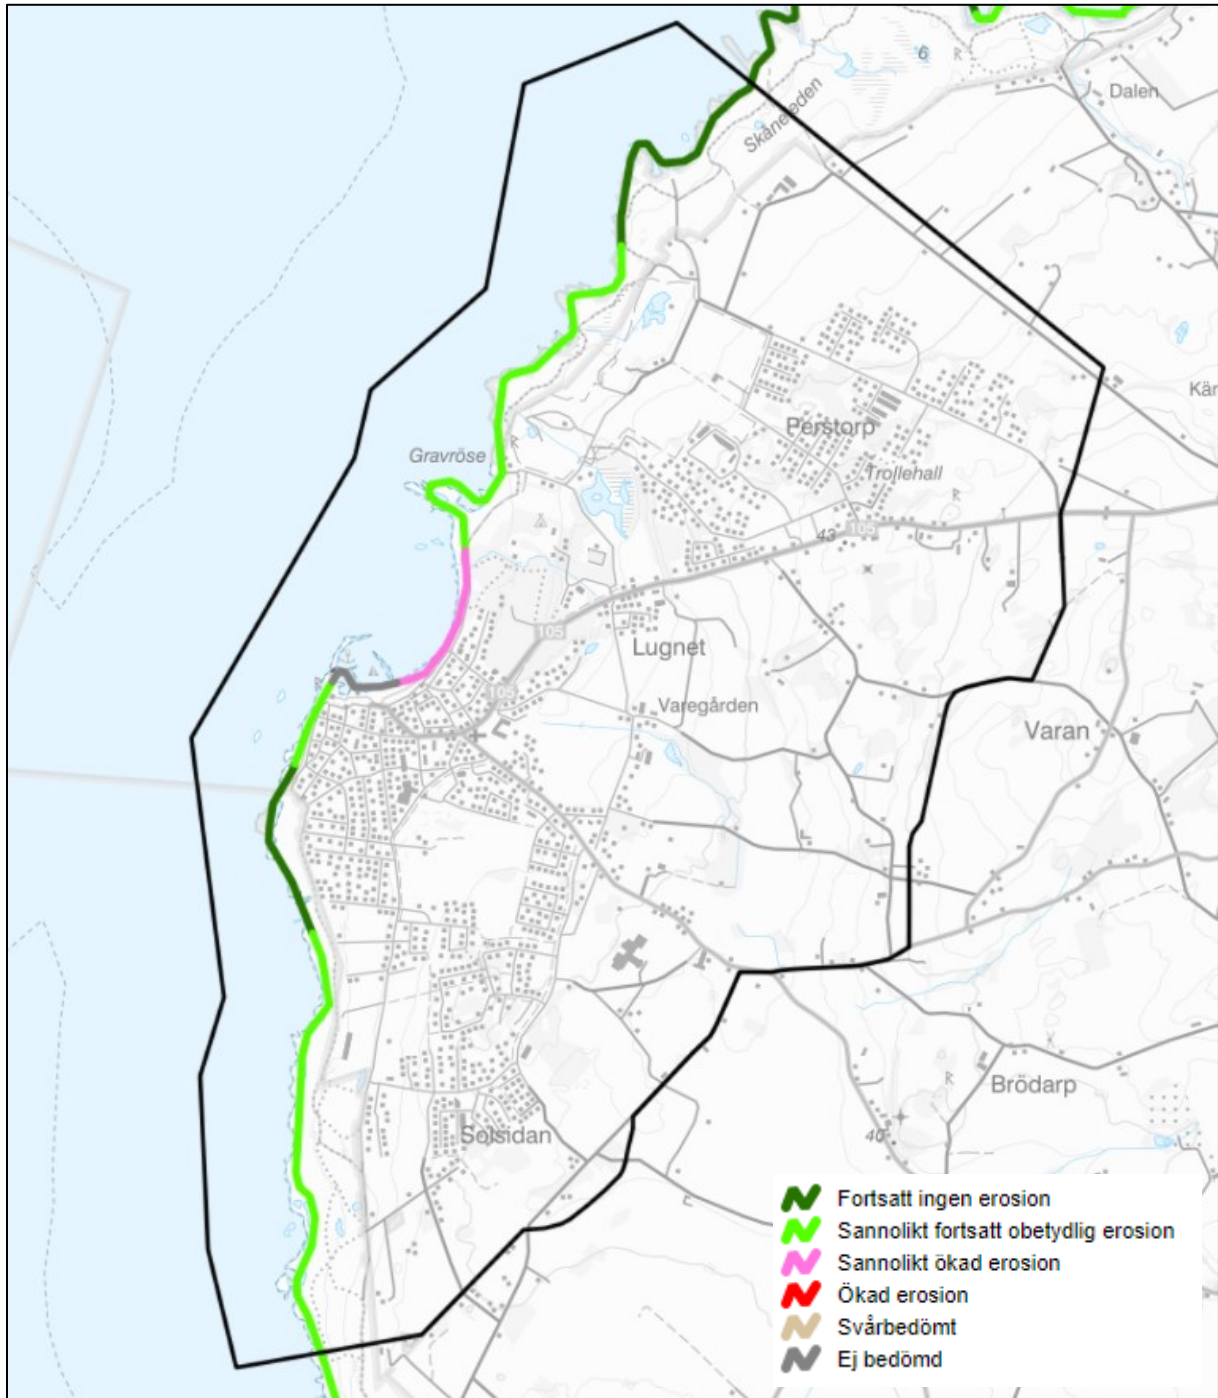 6
Dalen
Skåneleden
Kär
Perstorp
Gravröse
Trollehall
43
105
105
Lugnet
105
Varegården
Varan
Brödarp
40
Solsidan
Fortsatt ingen erosion
Sannolikt fortsatt obetydlig erosion
Sannolikt ökad erosion
Ökad erosion
Svårbedömt
Ej bedömd